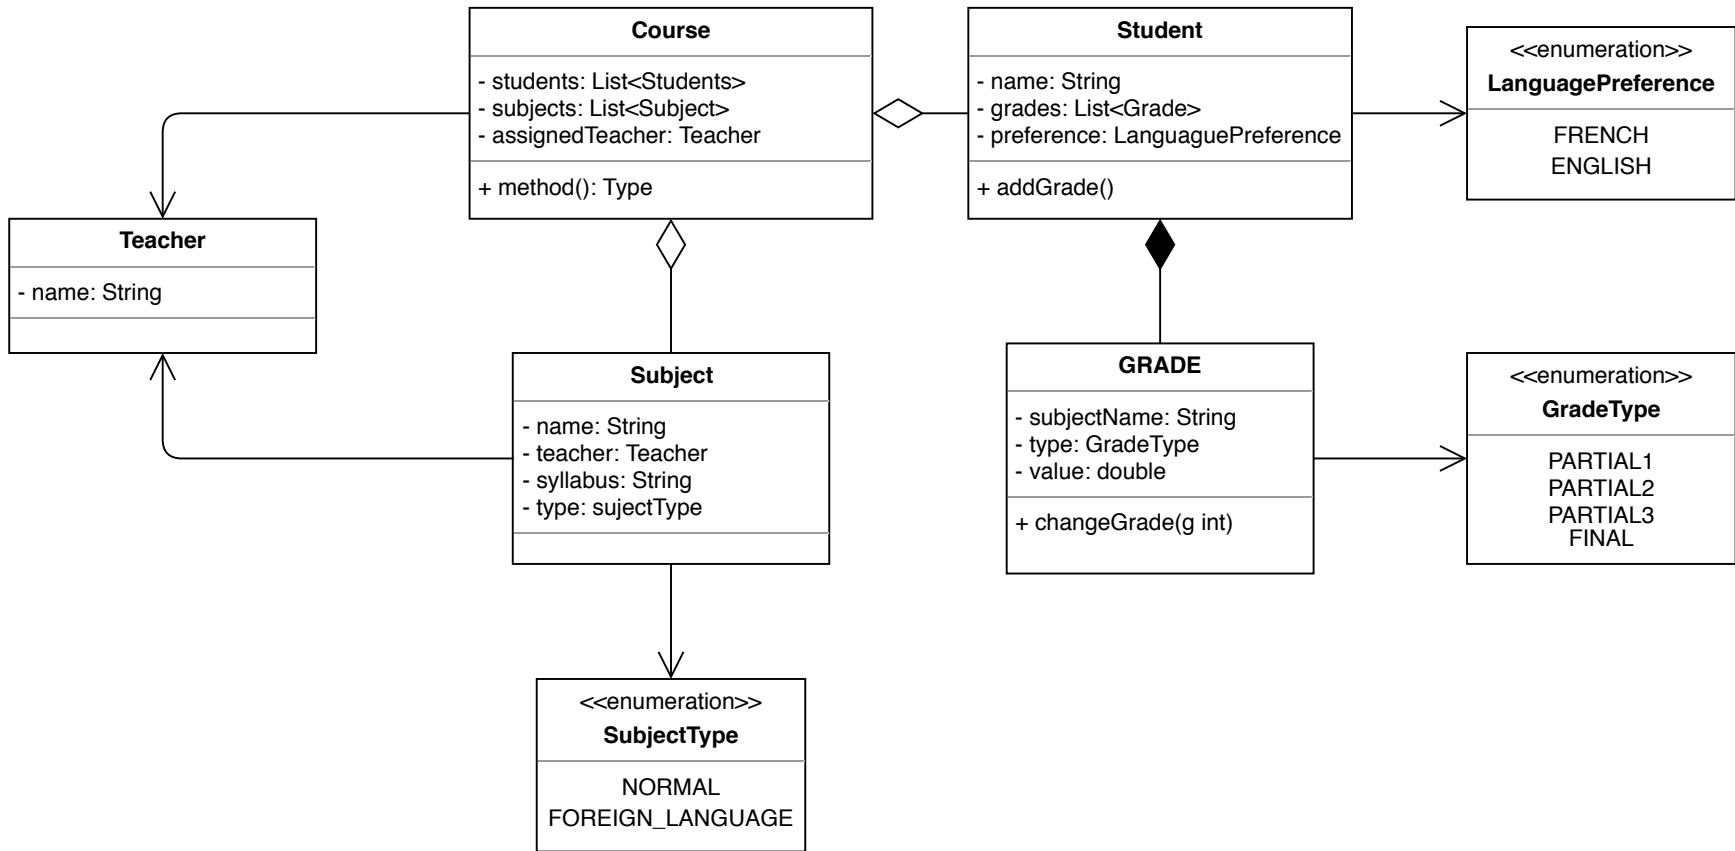 Course
- students: List<Students>
- subjects: List<Subject>
- assignedTeacher: Teacher
+ method(): Type
Student
- name: String
- grades: List<Grade>
- preference: LanguaguePreference
+ addGrade()
<<enumeration>>
LanguagePreference
FRENCH
ENGLISH
Teacher
- name: String
Subject
- name: String
- teacher: Teacher
- syllabus: String
- type: sujectType
GRADE
- subjectName: String
- type: GradeType
- value: double
+ changeGrade(g int)
<<enumeration>>
GradeType
PARTIAL1
PARTIAL2
PARTIAL3
FINAL
<<enumeration>>
SubjectType
NORMAL
FOREIGN_LANGUAGE